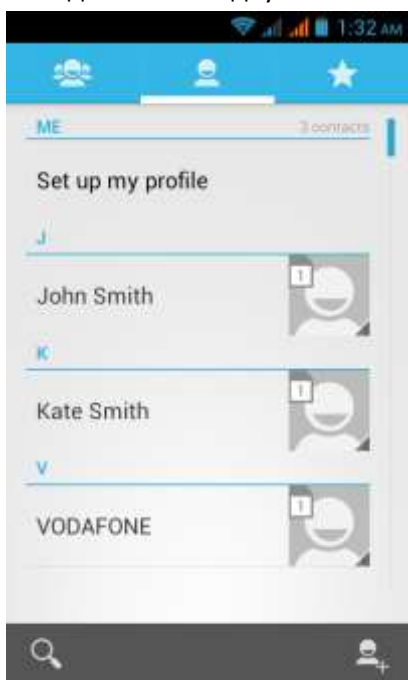 1:32 AM
ME 3 contacts
Set up my profile
J
John Smith
1
K
Kate Smith
1
V
VODAFONE
1